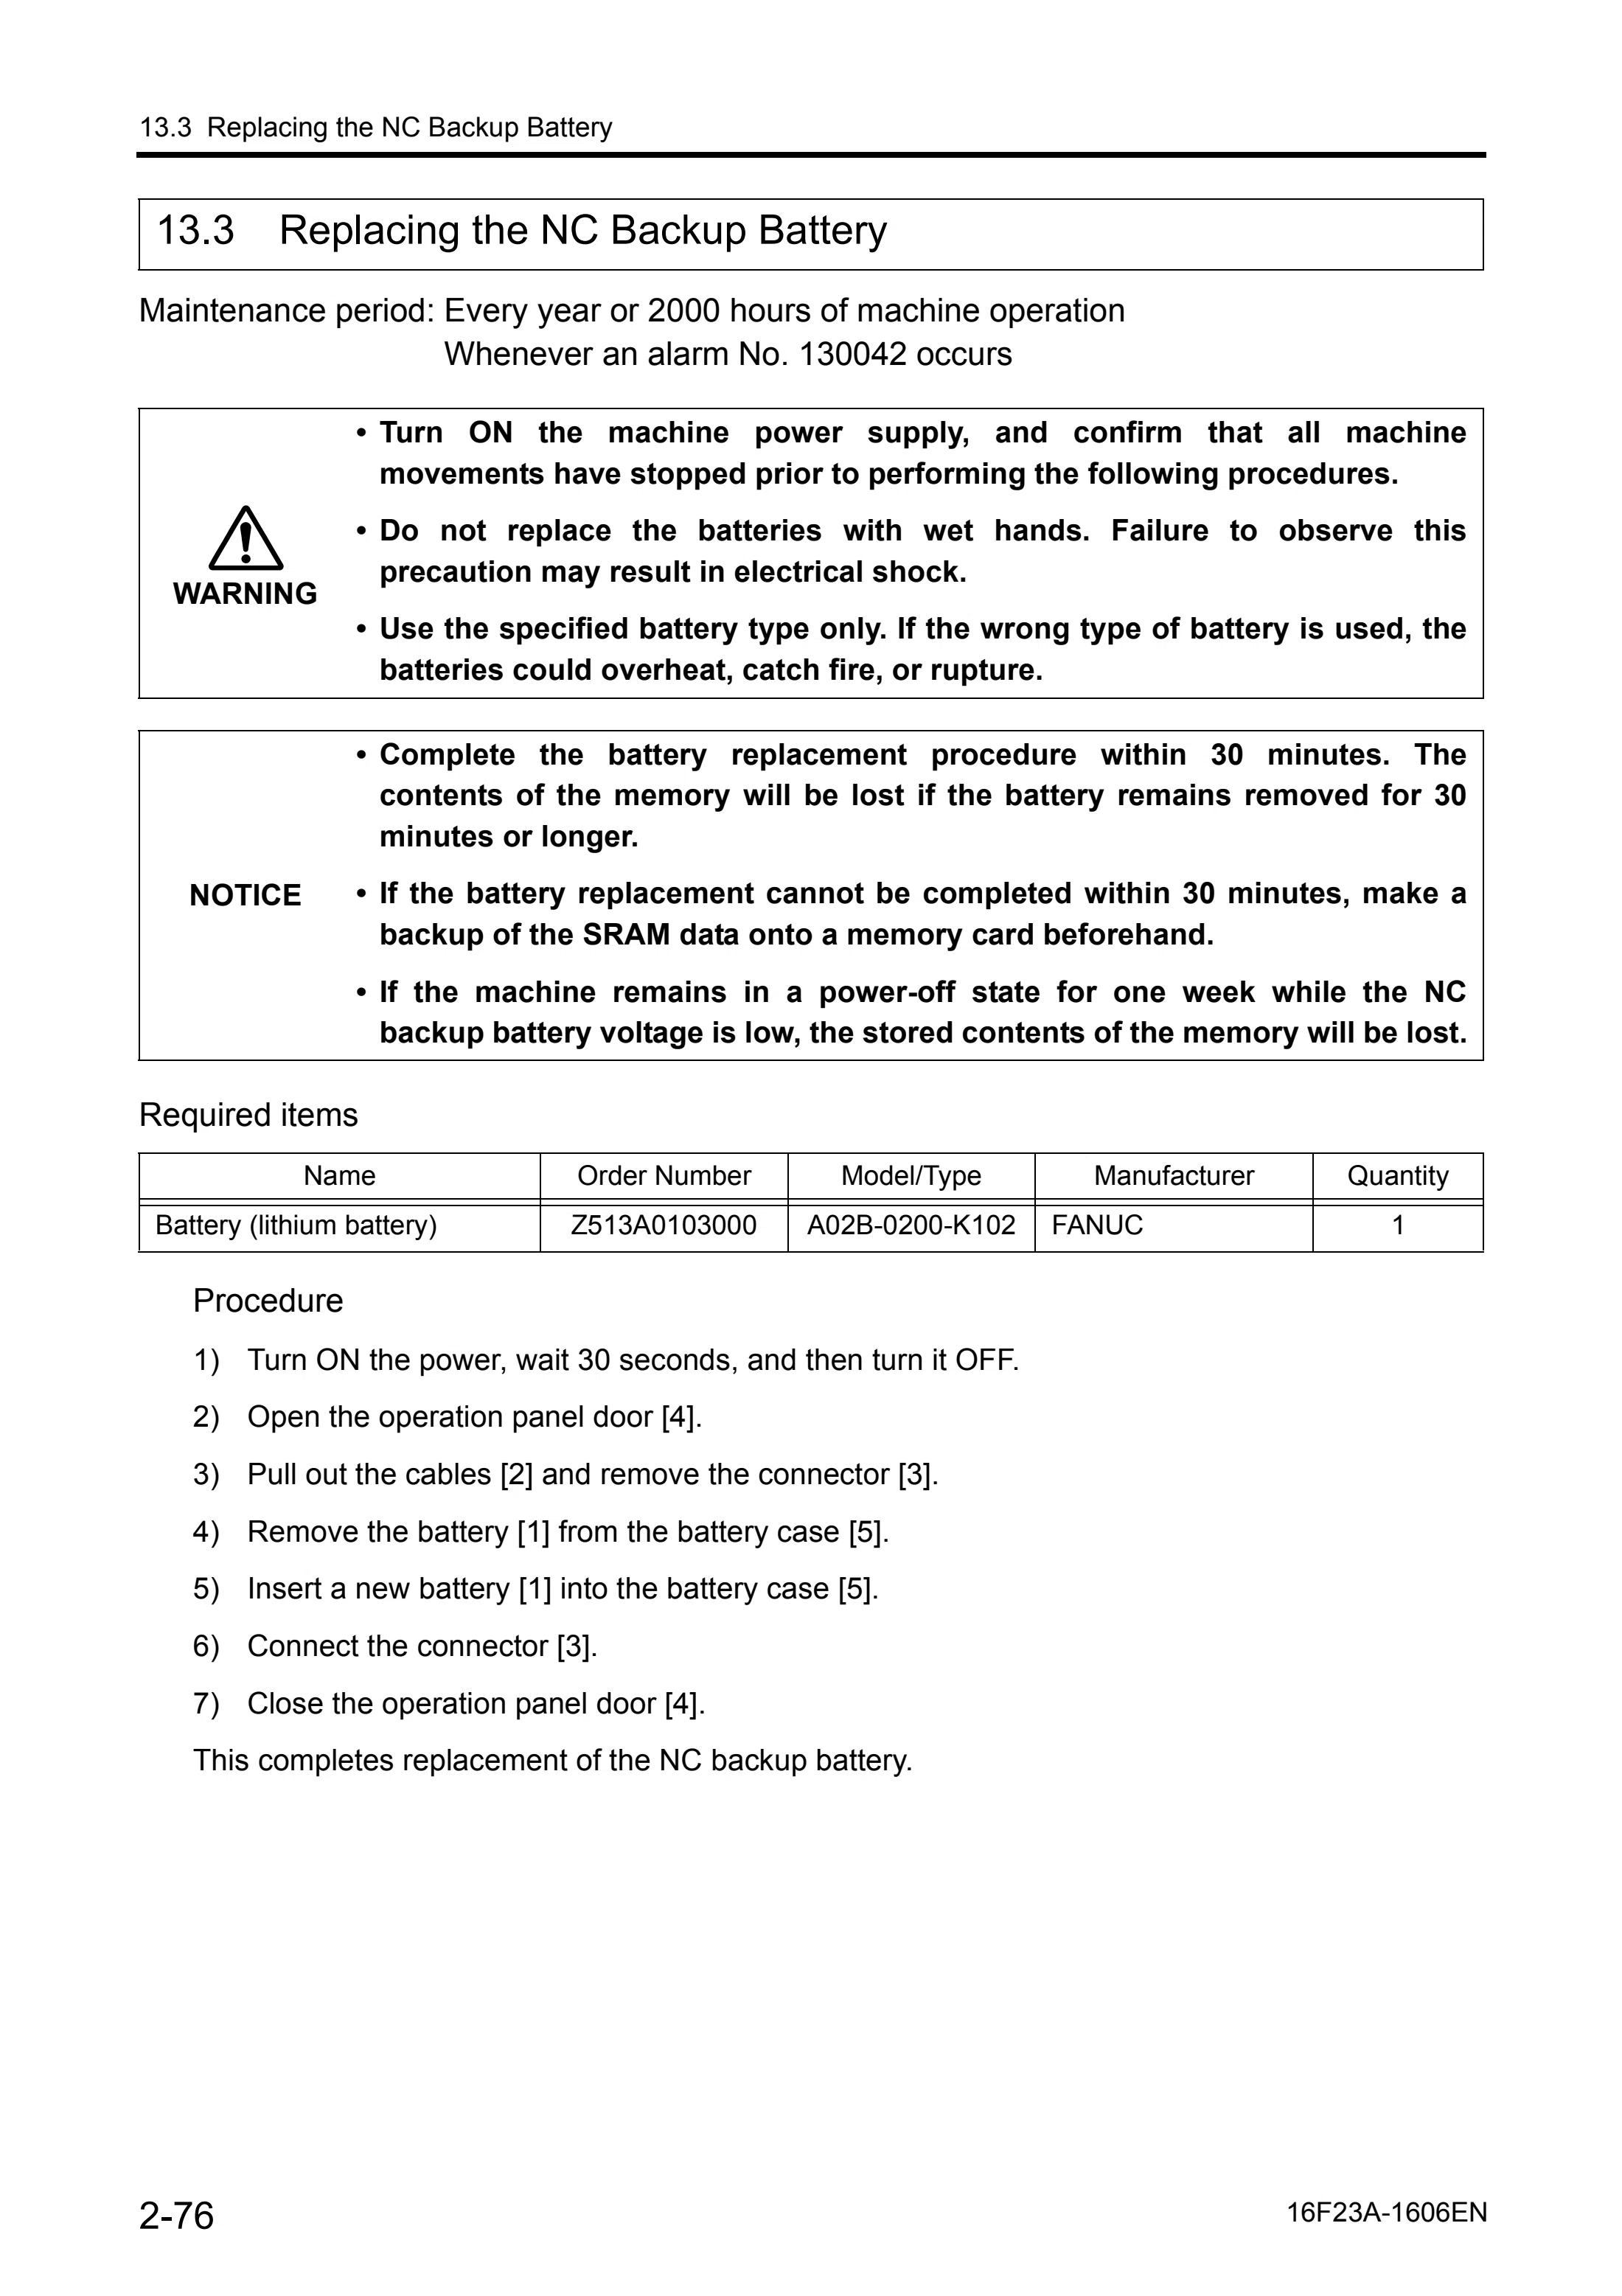 13.3 Replacing the NC Backup Battery
13.3 Replacing the NC Backup Battery
Maintenance period: Every year or 2000 hours of machine operation
Whenever an alarm No. 130042 occurs
• Turn ON the machine power supply, and confirm that all machine
movements have stopped prior to performing the following procedures.
• Do not replace the batteries with wet hands. Failure to observe this
precaution may result in electrical shock.
WARNING
• Use the specified battery type only. If the wrong type of battery is used, the
batteries could overheat, catch fire, or rupture.
• Complete the battery replacement procedure within 30 minutes. The
contents of the memory will be lost if the battery remains removed for 30
minutes or longer.
NOTICE
• If the battery replacement cannot be completed within 30 minutes, make a
backup of the SRAM data onto a memory card beforehand.
• If the machine remains in a power-off state for one week while the NC
backup battery voltage is low, the stored contents of the memory will be lost.
Required items
Name Order Number Model/Type Manufacturer Quantity
Battery (lithium battery) Z513A0103000 A02B-0200-K102 FANUC 1
Procedure
1) Turn ON the power, wait 30 seconds, and then turn it OFF.
2) Open the operation panel door [4].
3) Pull out the cables [2] and remove the connector [3].
4) Remove the battery [1] from the battery case [5].
5) Insert a new battery [1] into the battery case [5].
6) Connect the connector [3].
7) Close the operation panel door [4].
This completes replacement of the NC backup battery.
2-76
16F23A-1606EN